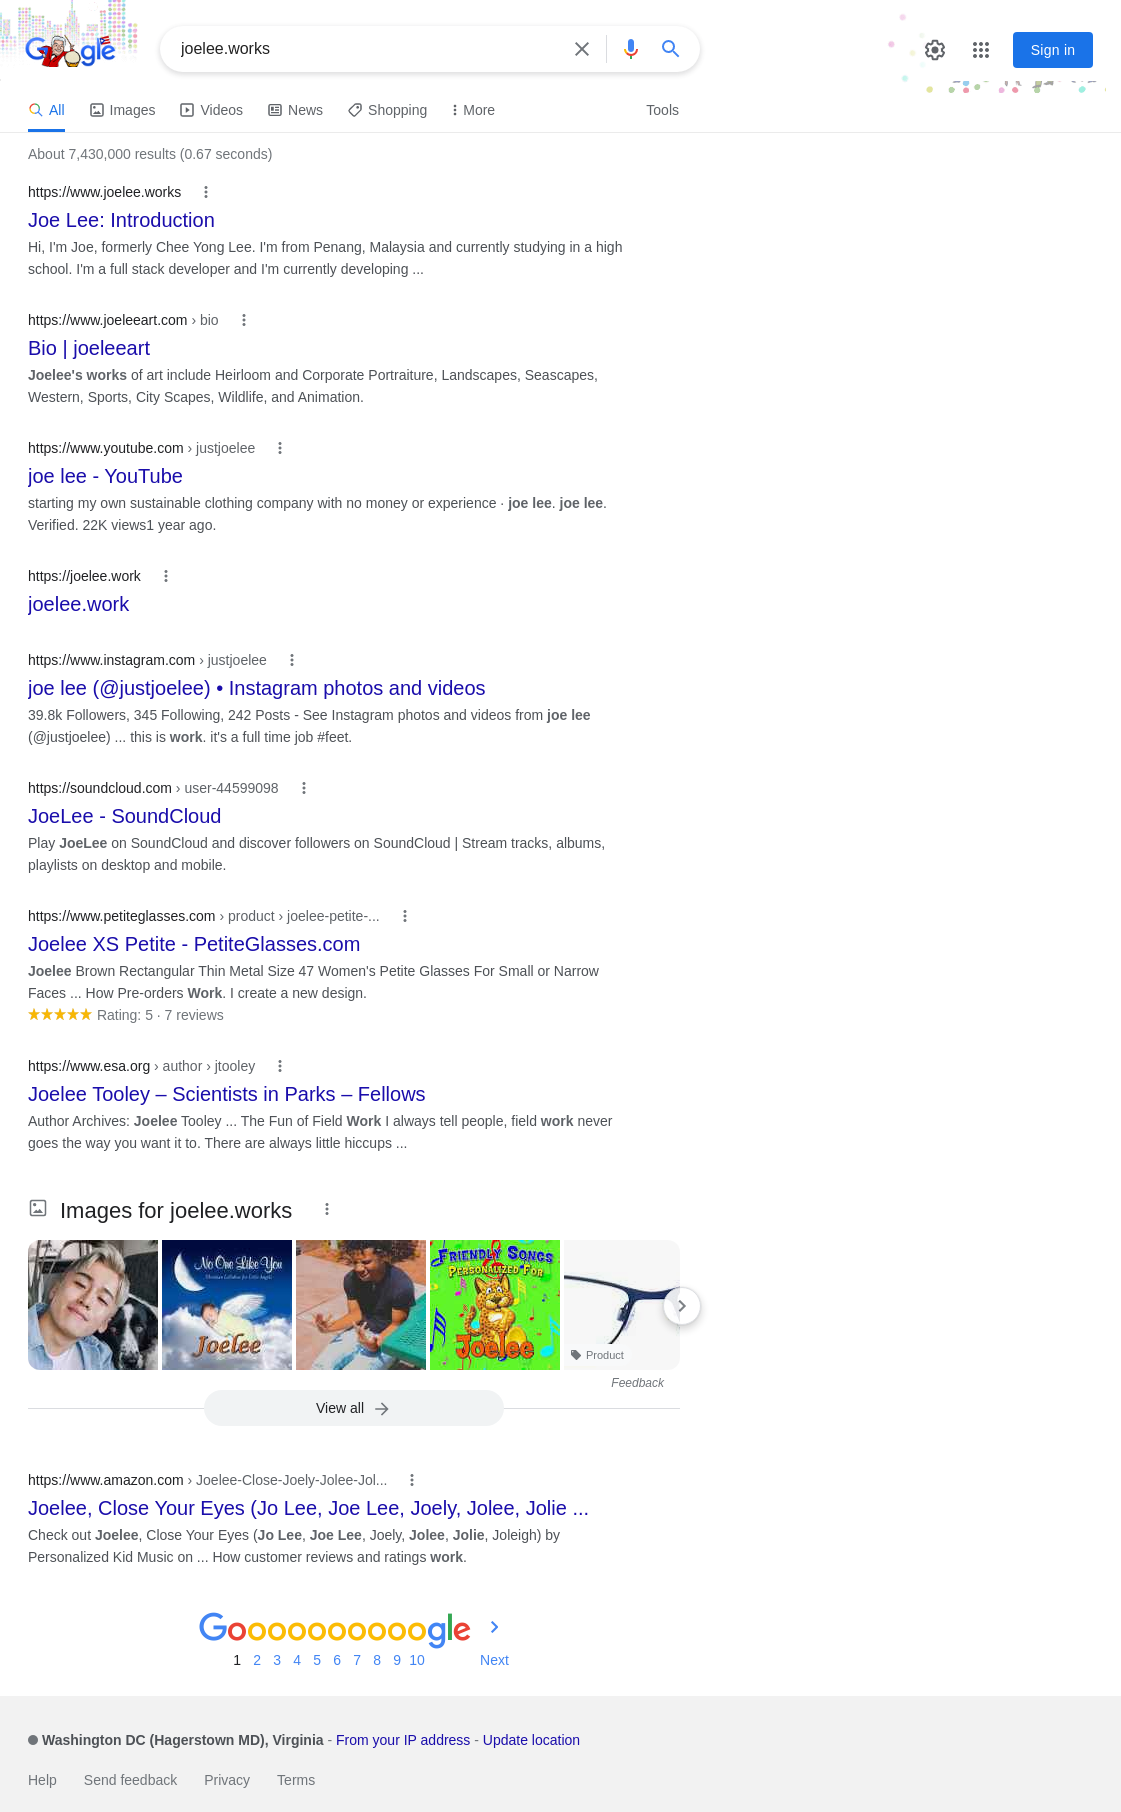 Google
joelee.works
Sign in
All Images Videos News Shopping More Tools
About 7,430,000 results (0.67 seconds)
https://www.joelee.works
Joe Lee: Introduction
Hi, I'm Joe, formerly Chee Yong Lee. I'm from Penang, Malaysia and currently studying in a high
school. I'm a full stack developer and I'm currently developing ...
https://www.joeleeart.com › bio
Bio | joeleeart
Joelee's works of art include Heirloom and Corporate Portraiture, Landscapes, Seascapes,
Western, Sports, City Scapes, Wildlife, and Animation.
https://www.youtube.com › justjoelee
joe lee - YouTube
starting my own sustainable clothing company with no money or experience · joe lee. joe lee.
Verified. 22K views1 year ago.
https://joelee.work
joelee.work
https://www.instagram.com › justjoelee
joe lee (@justjoelee) • Instagram photos and videos
39.8k Followers, 345 Following, 242 Posts - See Instagram photos and videos from joe lee
(@justjoelee) ... this is work. it's a full time job #feet.
https://soundcloud.com › user-44599098
JoeLee - SoundCloud
Play JoeLee on SoundCloud and discover followers on SoundCloud | Stream tracks, albums,
playlists on desktop and mobile.
https://www.petiteglasses.com › product › joelee-petite-...
Joelee XS Petite - PetiteGlasses.com
Joelee Brown Rectangular Thin Metal Size 47 Women's Petite Glasses For Small or Narrow
Faces ... How Pre-orders Work. I create a new design.
Rating: 5 · 7 reviews
https://www.esa.org › author › jtooley
Joelee Tooley – Scientists in Parks – Fellows
Author Archives: Joelee Tooley ... The Fun of Field Work I always tell people, field work never
goes the way you want it to. There are always little hiccups ...
Images for joelee.works
No One Like You
Joelee
FRIENDLY SONGS
PERSONALIZED FOR
Joelee
Product
Feedback
View all
https://www.amazon.com › Joelee-Close-Joely-Jolee-Jol...
Joelee, Close Your Eyes (Jo Lee, Joe Lee, Joely, Jolee, Jolie ...
Check out Joelee, Close Your Eyes (Jo Lee, Joe Lee, Joely, Jolee, Jolie, Joleigh) by
Personalized Kid Music on ... How customer reviews and ratings work.
Goooooooooogle
1 2 3 4 5 6 7 8 9 10 Next
Washington DC (Hagerstown MD), Virginia - From your IP address - Update location
Help Send feedback Privacy Terms